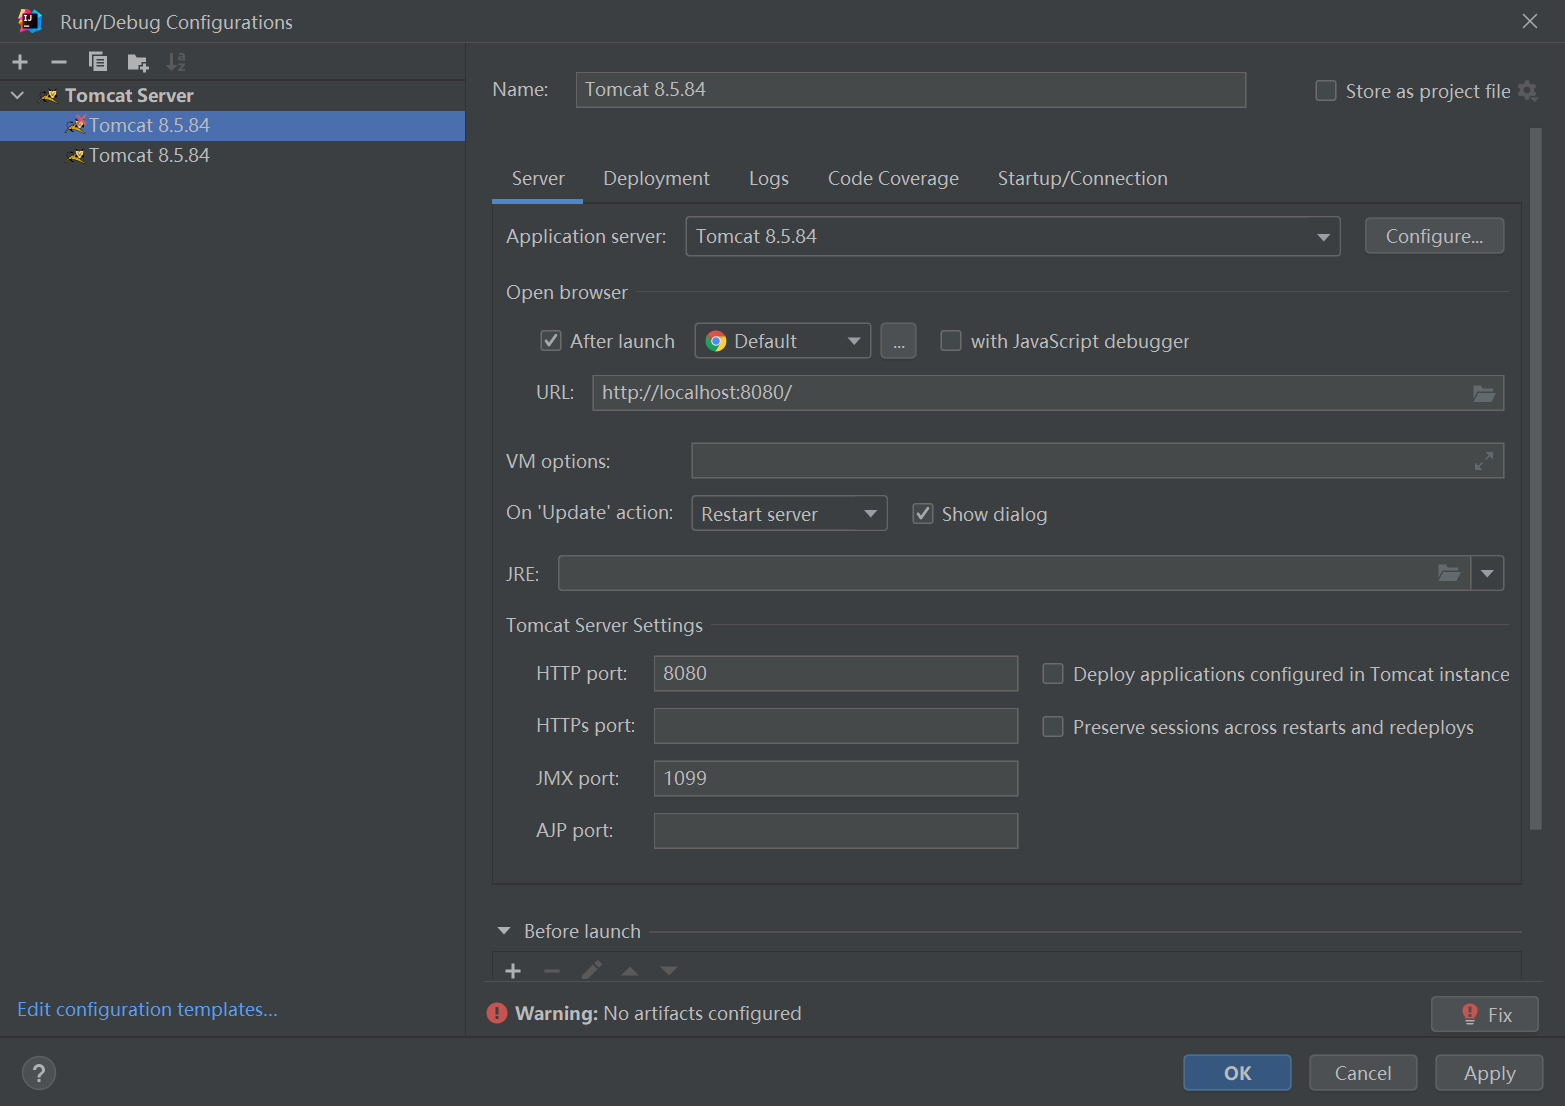 Run/Debug Configurations
Tomcat Server
Tomcat 8.5.84
Tomcat 8.5.84
Edit configuration templates...
Name: Tomcat 8.5.84 Store as project file
Server Deployment Logs Code Coverage Startup/Connection
Application server: Tomcat 8.5.84 Configure...
Open browser
After launch Default ... with JavaScript debugger
URL: http://localhost:8080/
VM options:
On 'Update' action: Restart server Show dialog
JRE:
Tomcat Server Settings
HTTP port: 8080 Deploy applications configured in Tomcat instance
HTTPs port: Preserve sessions across restarts and redeploys
JMX port: 1099
AJP port:
Before launch
Warning: No artifacts configured Fix
? OK Cancel Apply